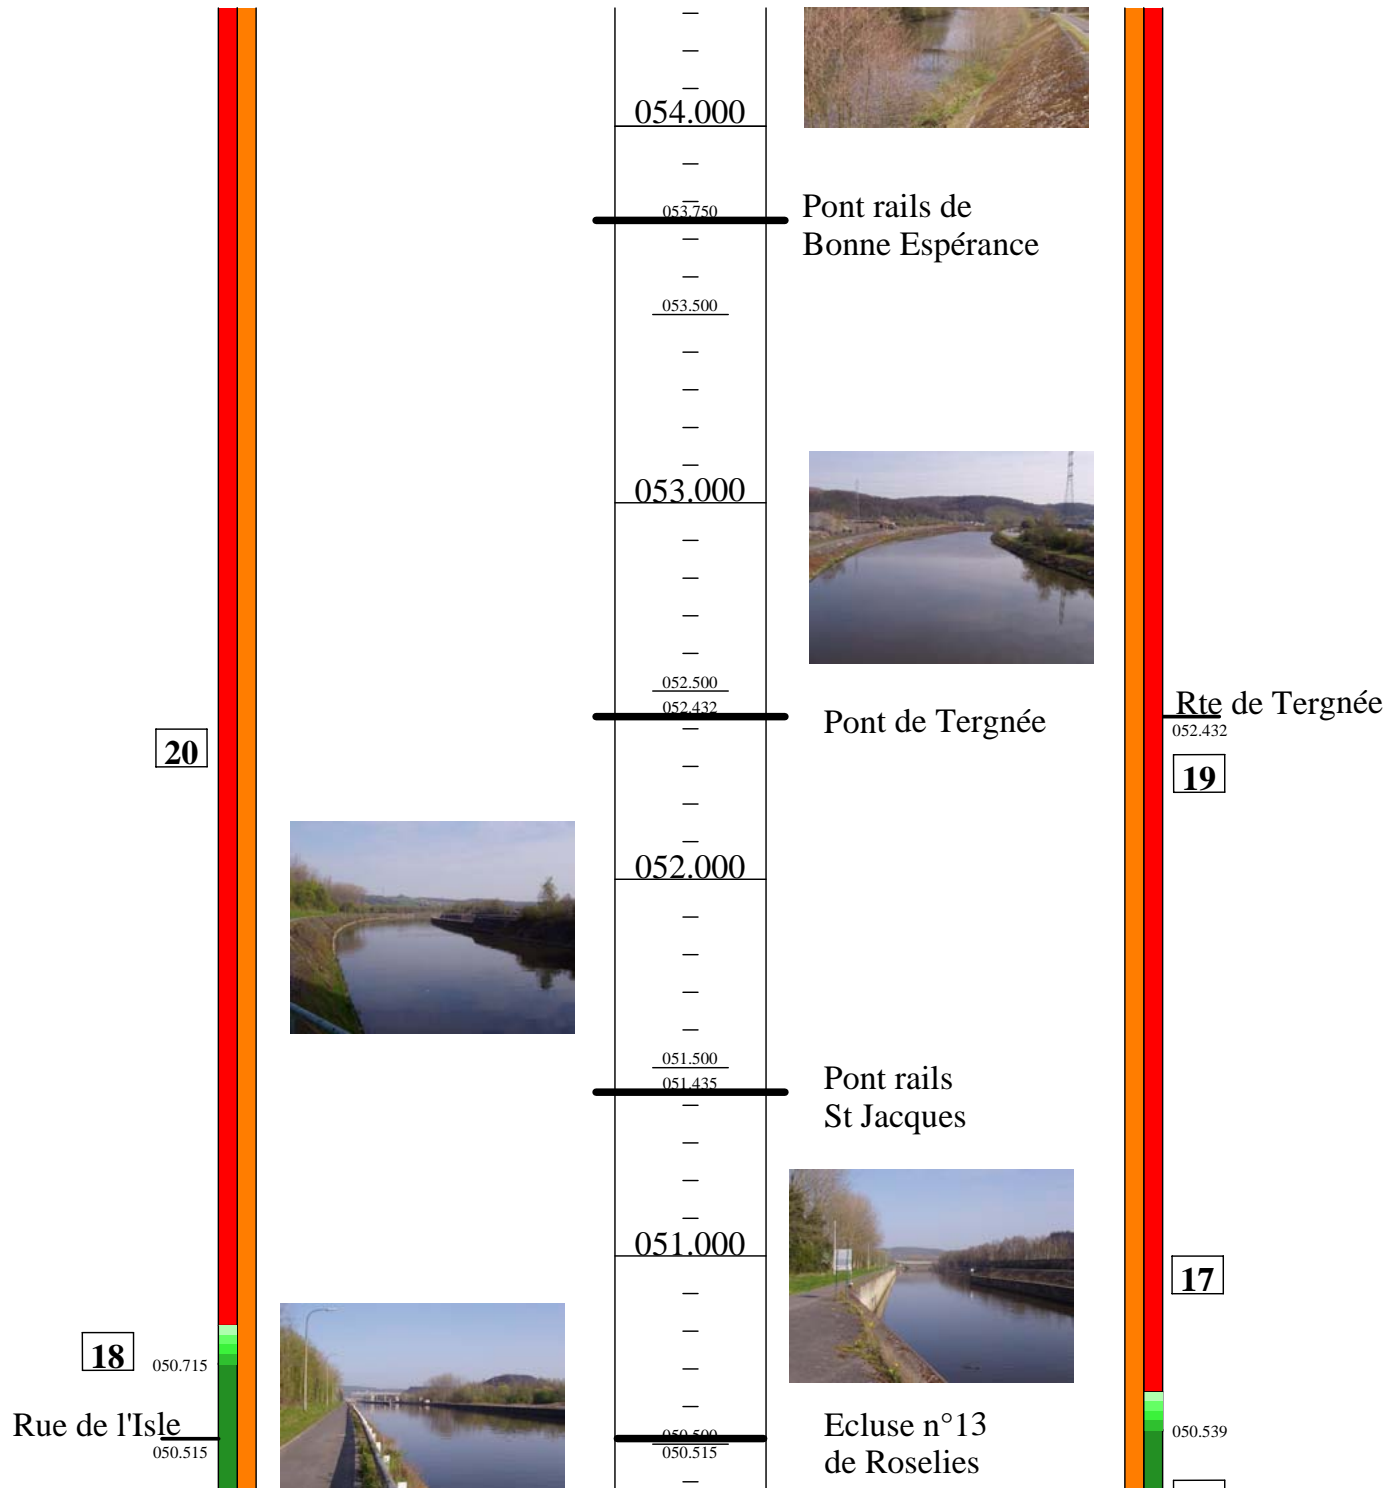 054.000
053.750
Pont rails de
Bonne Espérance
053.500
053.000
052.500
052.432
Pont de Tergnée
Rte de Tergnée
052.432
20
19
052.000
051.500
051.435
Pont rails
St Jacques
051.000
17
18
050.715
Rue de l'Isle
050.515
050.500
050.515
Ecluse n°13
de Roselies
050.539